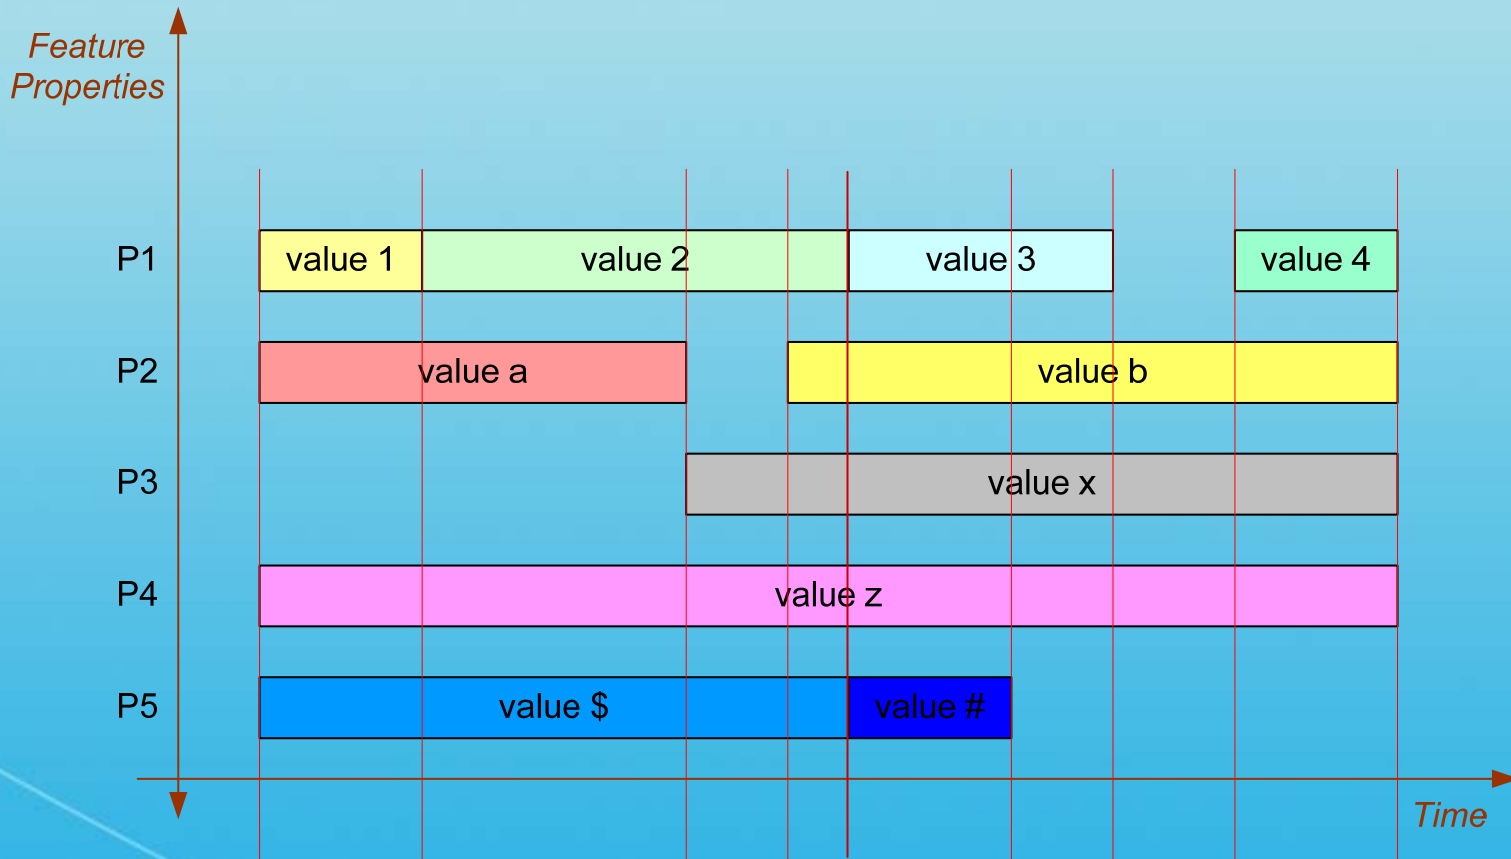 Feature
Properties
P1
value 1
value 2
value 3
value 4
P2
value a
value b
P3
value x
P4
value z
P5
value $
value #
Time